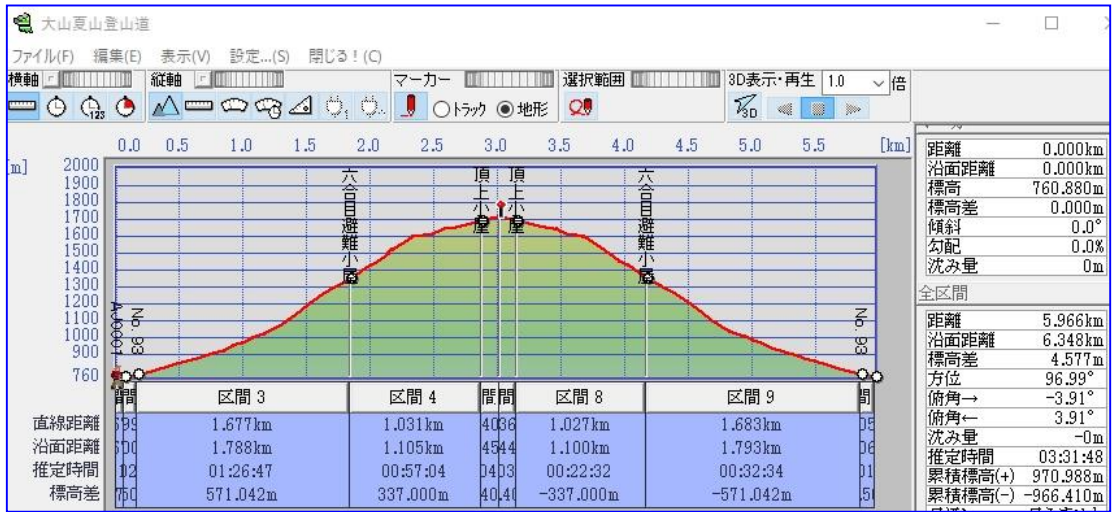 大山夏山登山道
ファイル(F) 編集(E) 表示(V) 設定...(S) 閉じる！(C)
横軸 縦軸 マーカー 選択範囲 3D表示・再生 1.0 倍
トラック 地形
0.0 0.5 1.0 1.5 2.0 2.5 3.0 3.5 4.0 4.5 5.0 5.5 [km]
2000
1900
1800
1700
1600
1500
1400
1300
1200
1100
1000
900
760
AJ0001
No. 93
六合目避難小屋
頂上小屋
頂上小屋
六合目避難小屋
No. 93
区間 3 区間 4 区間 8 区間 9
直線距離 1.677km 1.031km 1.027km 1.683km
沿面距離 1.788km 1.105km 1.100km 1.793km
推定時間 01:26:47 00:57:04 00:22:32 00:32:34
標高差 571.042m 337.000m -337.000m -571.042m
距離 0.000km
沿面距離 0.000km
標高 760.880m
標高差 0.000m
傾斜 0.0°
勾配 0.0%
沈み量 0m
全区間
距離 5.966km
沿面距離 6.348km
標高差 4.577m
方位 96.99°
俯角→ -3.91°
俯角← 3.91°
沈み量 -0m
推定時間 03:31:48
累積標高(+) 970.988m
累積標高(-) -966.410m